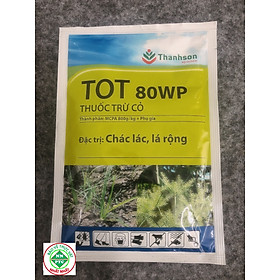 Thanhson
TOT 80WP
THUỐC TRỪ CỎ
Thành phần: MCPA 800g/kg + Phụ gia
Đặc trị: Chác lác, lá rộng